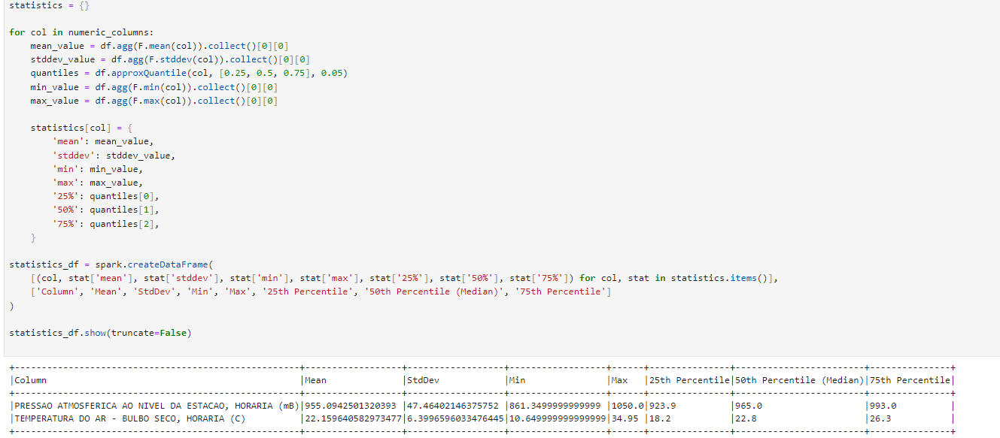 statistics = {}
for col in numeric_columns:
    mean_value = df.agg(F.mean(col)).collect()[0][0]
    stddev_value = df.agg(F.stddev(col)).collect()[0][0]
    quantiles = df.approxQuantile(col, [0.25, 0.5, 0.75], 0.05)
    min_value = df.agg(F.min(col)).collect()[0][0]
    max_value = df.agg(F.max(col)).collect()[0][0]
    statistics[col] = {
        'mean': mean_value,
        'stddev': stddev_value,
        'min': min_value,
        'max': max_value,
        '25%': quantiles[0],
        '50%': quantiles[1],
        '75%': quantiles[2],
    }
statistics_df = spark.createDataFrame(
    [(col, stat['mean'], stat['stddev'], stat['min'], stat['max'], stat['25%'], stat['50%'], stat['75%']) for col, stat in statistics.items()],
    ['Column', 'Mean', 'StdDev', 'Min', 'Max', '25th Percentile', '50th Percentile (Median)', '75th Percentile']
)
statistics_df.show(truncate=False)
+-----------------------------------------------------+------------------+------------------+------------------+------+---------------+------------------------+---------------+
|Column                                               |Mean              |StdDev            |Min               |Max   |25th Percentile|50th Percentile (Median)|75th Percentile|
+-----------------------------------------------------+------------------+------------------+------------------+------+---------------+------------------------+---------------+
|PRESSAO ATMOSFERICA AO NIVEL DA ESTACAO, HORARIA (mB)|955.0942501320393 |47.46402146375752 |861.3499999999999 |1050.0|923.9          |965.0                   |993.0          |
|TEMPERATURA DO AR - BULBO SECO, HORARIA (C)          |22.159640582973477|6.3996596033476445|10.649999999999999|34.95 |18.2           |22.8                    |26.3           |
+-----------------------------------------------------+------------------+------------------+------------------+------+---------------+------------------------+---------------+